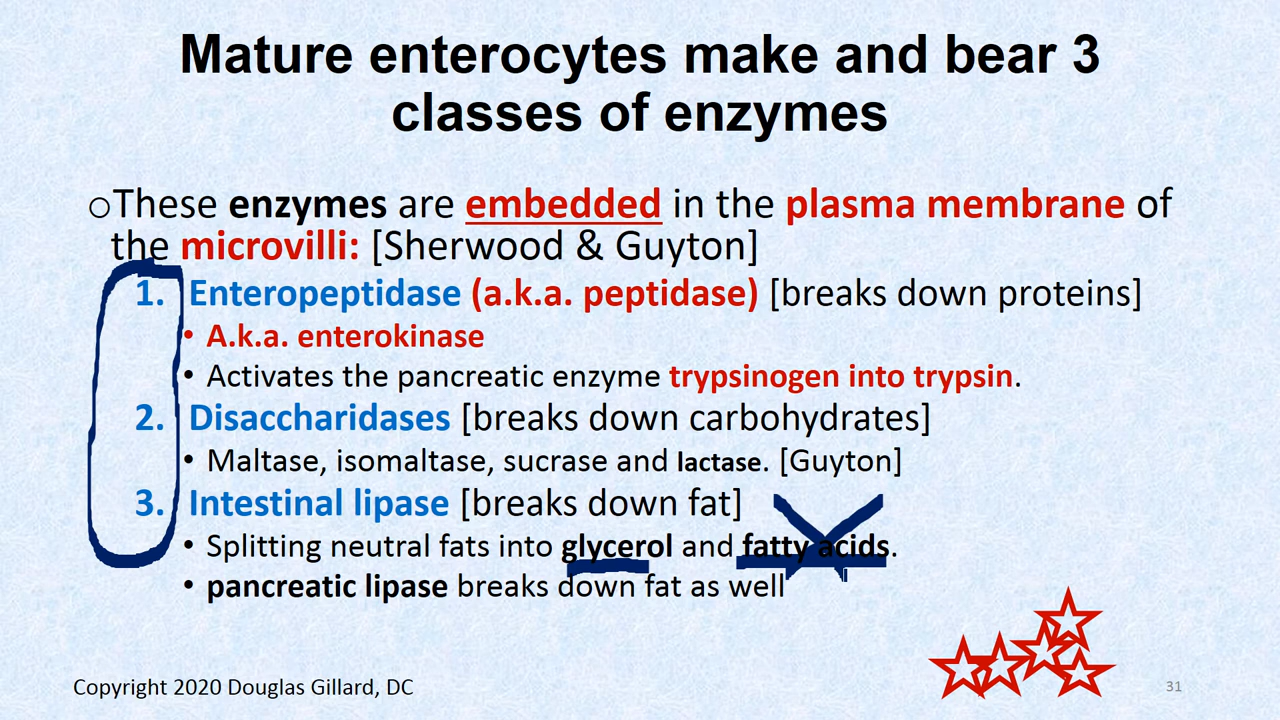 Mature enterocytes make and bear 3
classes of enzymes
○These enzymes are embedded in the plasma membrane of
the microvilli: [Sherwood & Guyton]
1. Enteropeptidase (a.k.a. peptidase) [breaks down proteins]
• A.k.a. enterokinase
• Activates the pancreatic enzyme trypsinogen into trypsin.
2. Disaccharidases [breaks down carbohydrates]
• Maltase, isomaltase, sucrase and lactase. [Guyton]
3. Intestinal lipase [breaks down fat]
• Splitting neutral fats into glycerol and fatty acids.
• pancreatic lipase breaks down fat as well
Copyright 2020 Douglas Gillard, DC
31